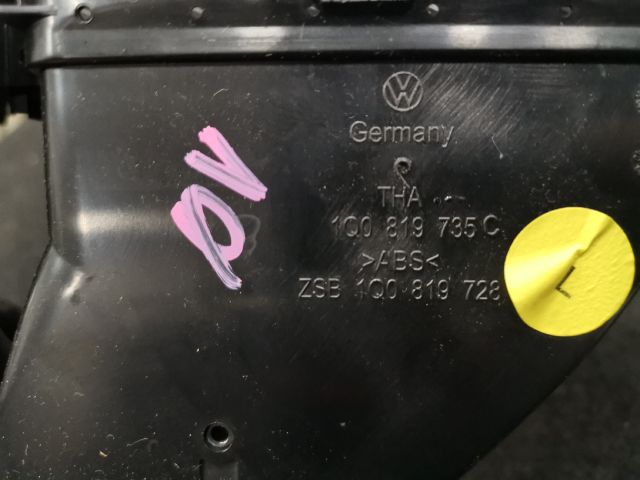 Germany
THA
1Q0 819 735 C
>ABS<
ZSB 1Q0 819 728
L